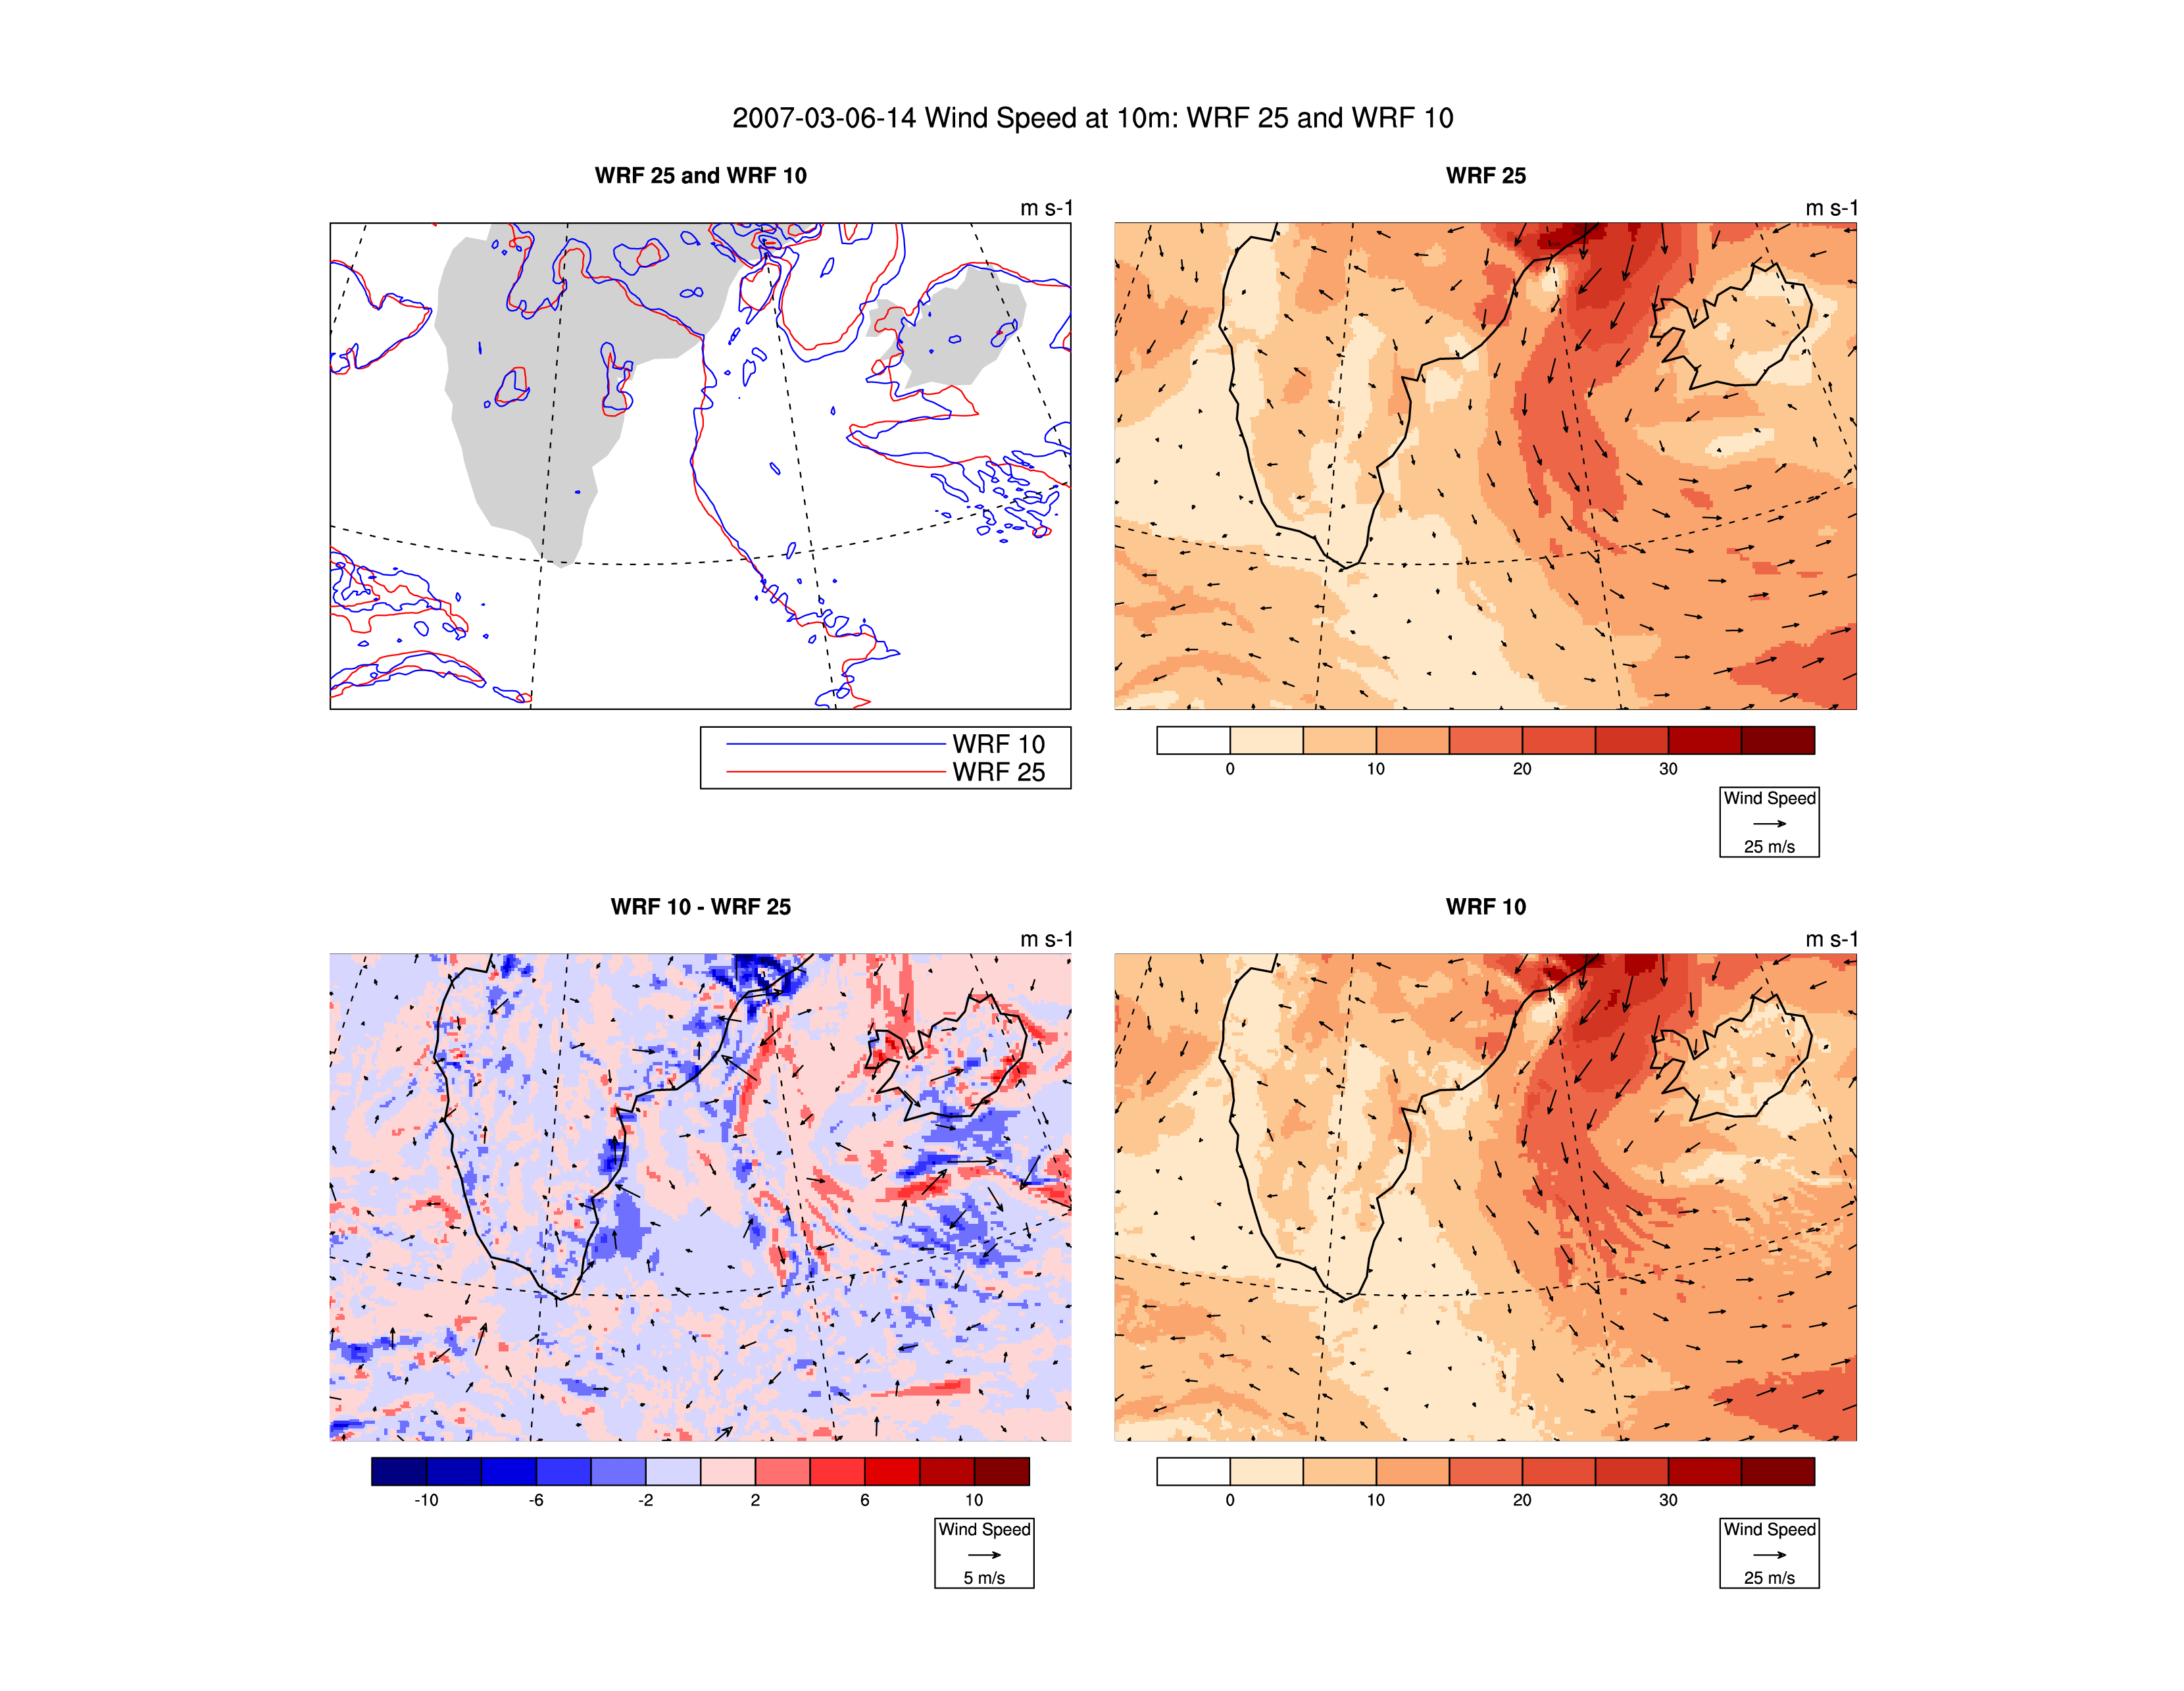 2007-03-06-14 Wind Speed at 10m: WRF 25 and WRF 10
WRF 25 and WRF 10
m s-1
WRF 10
WRF 25
WRF 25
m s-1
0 10 20 30
Wind Speed
25 m/s
WRF 10 - WRF 25
m s-1
-10 -6 -2 2 6 10
Wind Speed
5 m/s
WRF 10
m s-1
0 10 20 30
Wind Speed
25 m/s